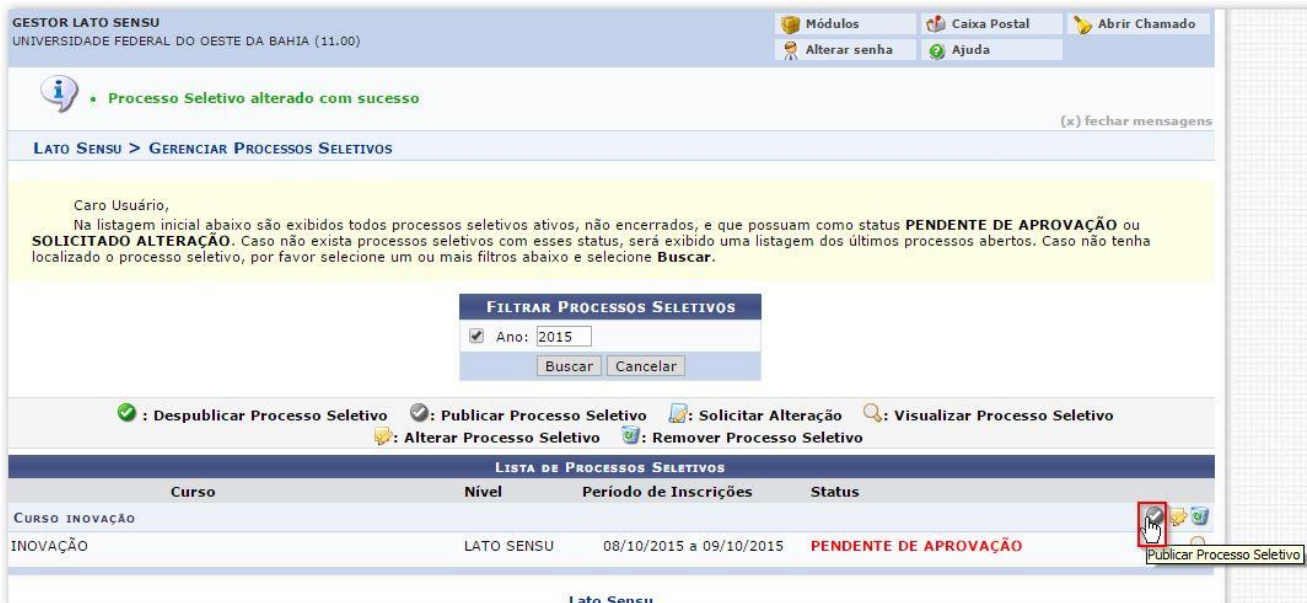 GESTOR LATO SENSU
UNIVERSIDADE FEDERAL DO OESTE DA BAHIA (11.00)
Módulos Caixa Postal Abrir Chamado
Alterar senha Ajuda
• Processo Seletivo alterado com sucesso
(x) fechar mensagens
LATO SENSU > GERENCIAR PROCESSOS SELETIVOS
Caro Usuário,
Na listagem inicial abaixo são exibidos todos processos seletivos ativos, não encerrados, e que possuam como status PENDENTE DE APROVAÇÃO ou
SOLICITADO ALTERAÇÃO. Caso não exista processos seletivos com esses status, será exibido uma listagem dos últimos processos abertos. Caso não tenha
localizado o processo seletivo, por favor selecione um ou mais filtros abaixo e selecione Buscar.
FILTRAR PROCESSOS SELETIVOS
Ano: 2015
Buscar Cancelar
: Despublicar Processo Seletivo : Publicar Processo Seletivo : Solicitar Alteração : Visualizar Processo Seletivo
: Alterar Processo Seletivo : Remover Processo Seletivo
LISTA DE PROCESSOS SELETIVOS
Curso Nível Período de Inscrições Status
CURSO INOVAÇÃO
INOVAÇÃO LATO SENSU 08/10/2015 a 09/10/2015 PENDENTE DE APROVAÇÃO
Publicar Processo Seletivo
Lato Sensu